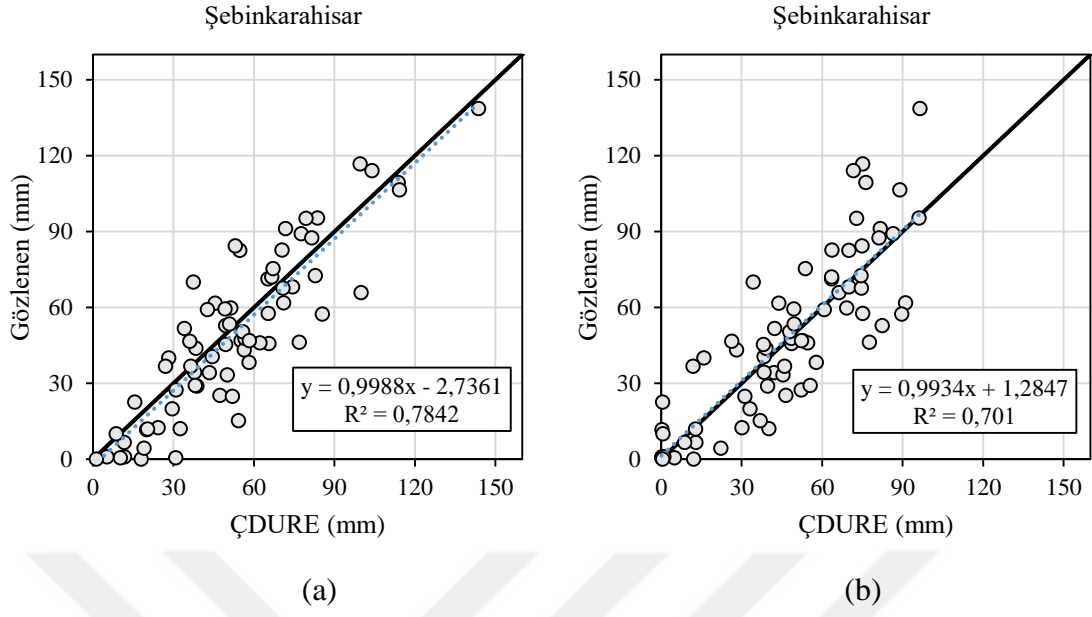 Şebinkarahisar
150
120
90
60
30
0
0 30 60 90 120 150
Gözlenen (mm)
ÇDURE (mm)
y = 0,9988x - 2,7361
R² = 0,7842
(a)
Şebinkarahisar
150
120
90
60
30
0
0 30 60 90 120 150
Gözlenen (mm)
ÇDURE (mm)
y = 0,9934x + 1,2847
R² = 0,701
(b)